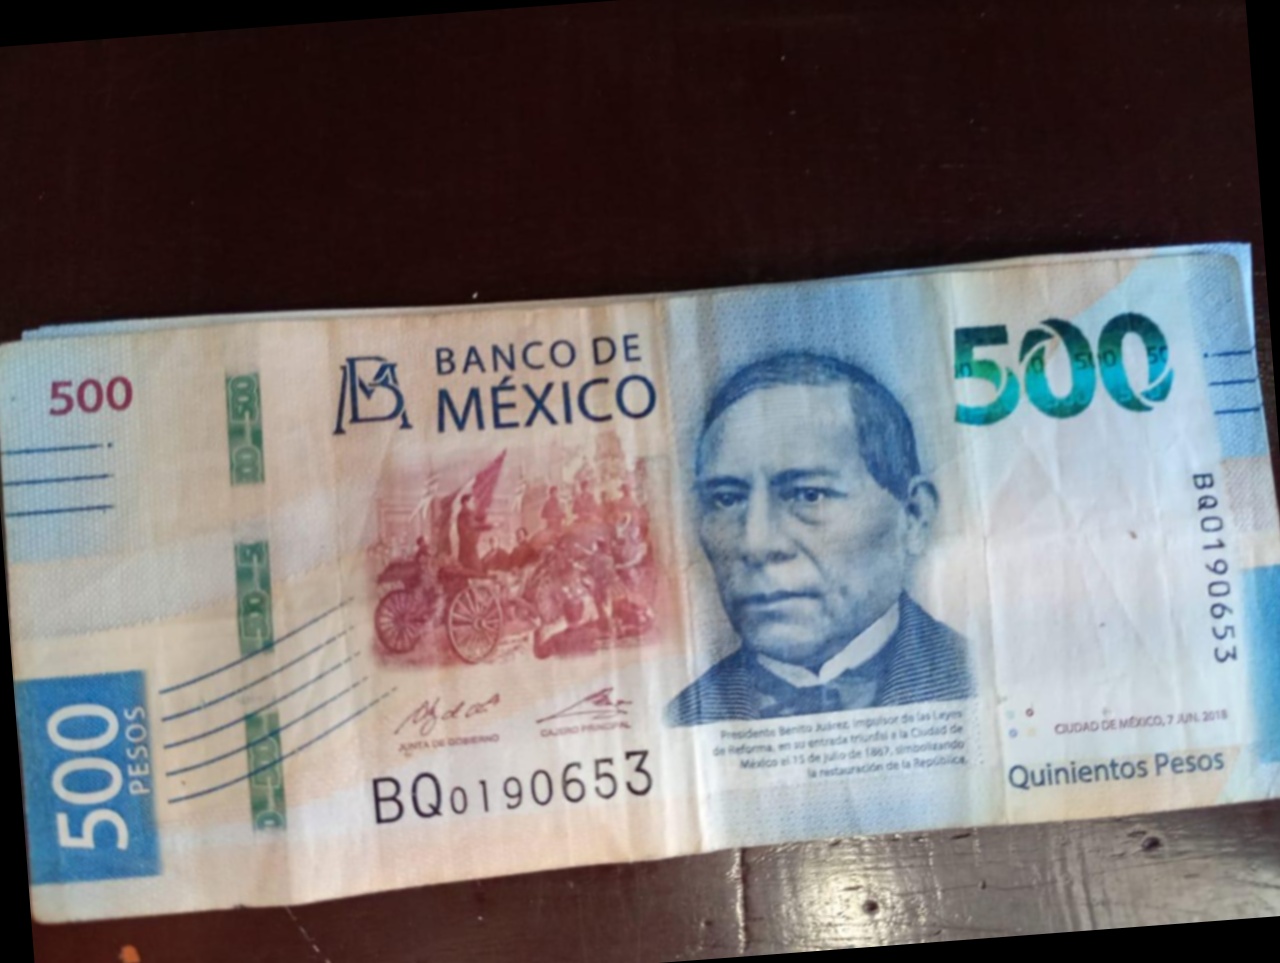 500
BANCO DE
MÉXICO
500
BQ0190653
500
PESOS
JUNTA DE GOBIERNO
CAJERO PRINCIPAL
BQ0190653
Presidente Benito Juárez, impulsor de las Leyes
de Reforma, en su entrada triunfal a la Ciudad de
México el 15 de julio de 1867, simbolizando
la restauración de la República.
CIUDAD DE MÉXICO, 7 JUN. 2018
Quinientos Pesos